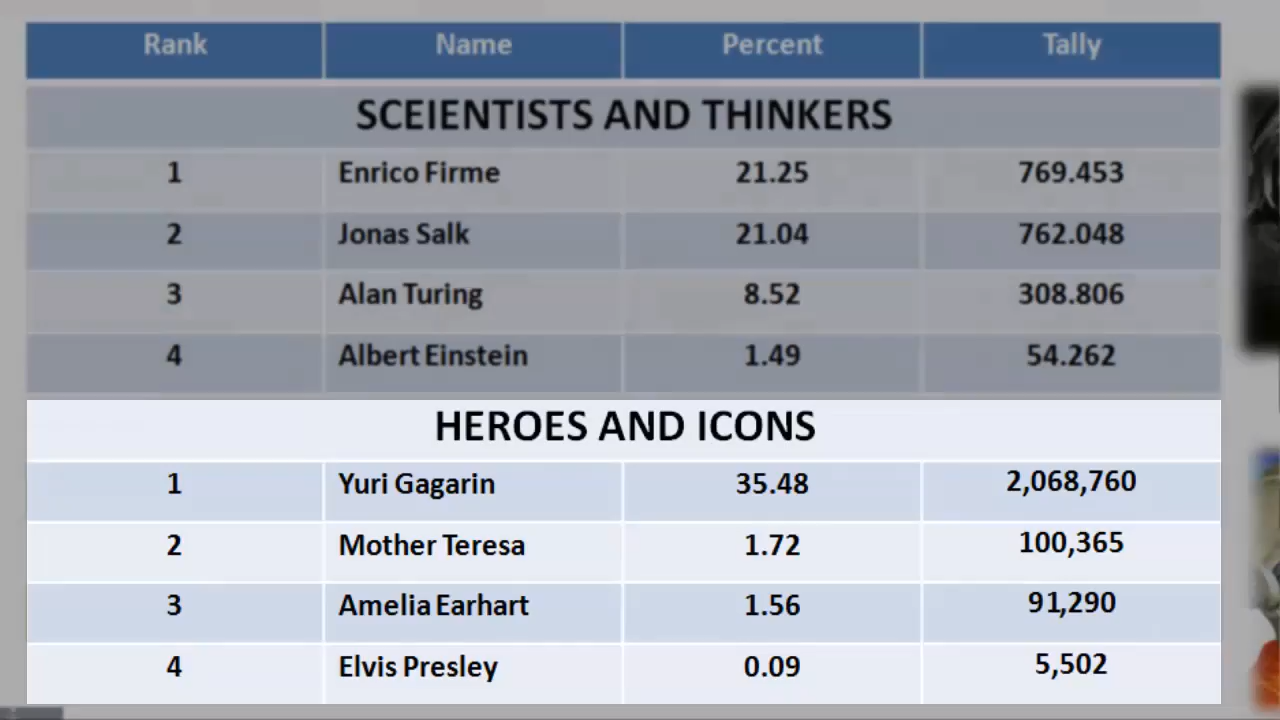 Rank Name Percent Tally
SCEIENTISTS AND THINKERS
1 Enrico Firme 21.25 769.453
2 Jonas Salk 21.04 762.048
3 Alan Turing 8.52 308.806
4 Albert Einstein 1.49 54.262
HEROES AND ICONS
1 Yuri Gagarin 35.48 2,068,760
2 Mother Teresa 1.72 100,365
3 Amelia Earhart 1.56 91,290
4 Elvis Presley 0.09 5,502